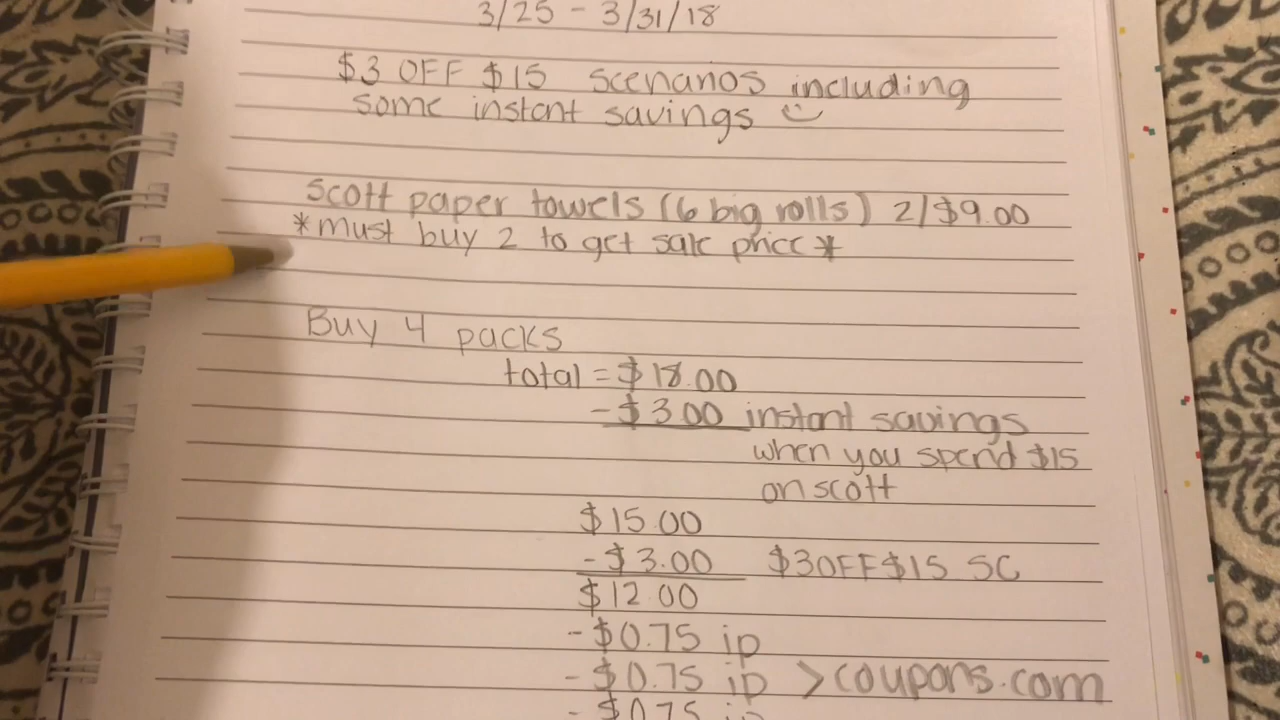 3/25 - 3/31/18
$3 OFF $15 scenarios including
some instant savings
Scott paper towels (6 big rolls) 2/$9.00
*must buy 2 to get sale price*
Buy 4 packs
total = $18.00
- $3.00 instant savings
when you spend $15
on scott
$15.00
- $3.00 $3OFF$15 SC
$12.00
- $0.75 ip
- $0.75 ip >coupons.com
- $0.75 ip